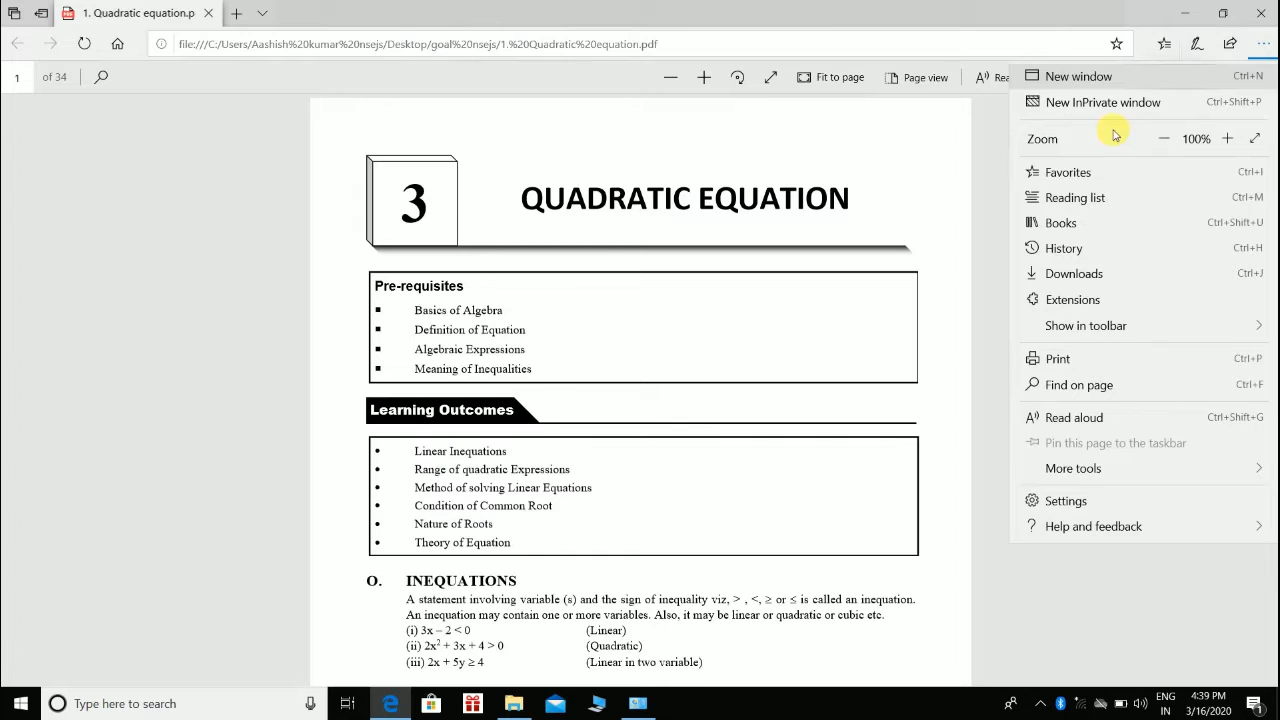 1. Quadratic equation.p
file:///C:/Users/Aashish%20kumar%20nsejs/Desktop/goal%20nsejs/1.%20Quadratic%20equation.pdf
1 of 34
Fit to page
Page view
Rea
New window Ctrl+N
New InPrivate window Ctrl+Shift+P
Zoom 100%
Favorites Ctrl+I
Reading list Ctrl+M
Books Ctrl+Shift+U
History Ctrl+H
Downloads Ctrl+J
Extensions
Show in toolbar
Print Ctrl+P
Find on page Ctrl+F
Read aloud Ctrl+Shift+G
Pin this page to the taskbar
More tools
Settings
Help and feedback
3 QUADRATIC EQUATION
Pre-requisites
Basics of Algebra
Definition of Equation
Algebraic Expressions
Meaning of Inequalities
Learning Outcomes
Linear Inequations
Range of quadratic Expressions
Method of solving Linear Equations
Condition of Common Root
Nature of Roots
Theory of Equation
O. INEQUATIONS
A statement involving variable (s) and the sign of inequality viz, > , <, ≥ or ≤ is called an inequation.
An inequation may contain one or more variables. Also, it may be linear or quadratic or cubic etc.
(i) 3x – 2 < 0 (Linear)
(ii) 2x² + 3x + 4 > 0 (Quadratic)
(iii) 2x + 5y ≥ 4 (Linear in two variable)
Type here to search
ENG 4:39 PM
IN 3/16/2020
1